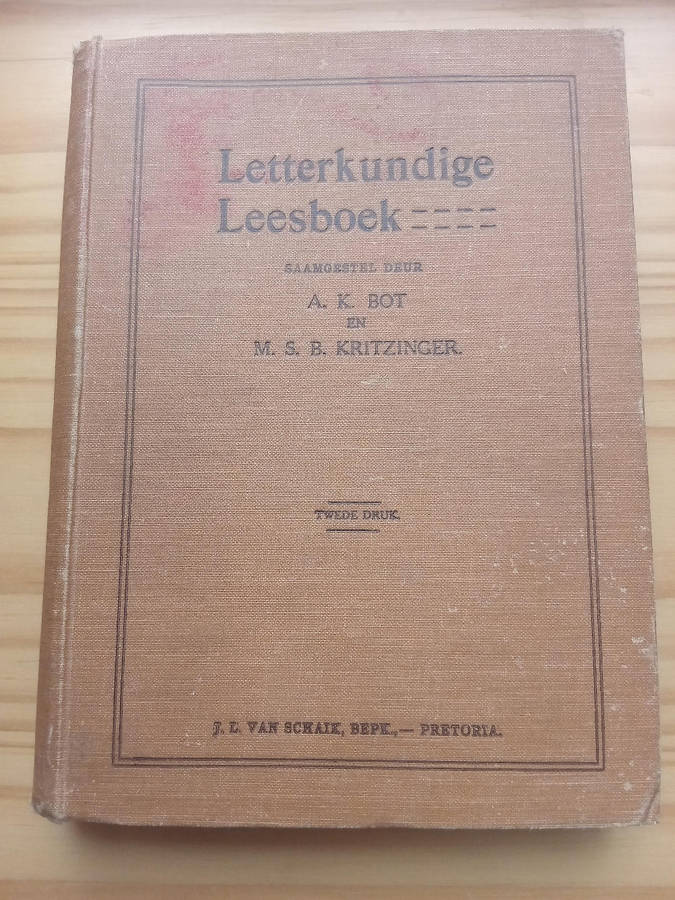 Letterkundige
Leesboek
SAAMGESTEL DEUR
A. K. BOT
EN
M. S. B. KRITZINGER.
TWEDE DRUK.
J. L. VAN SCHAIK, BEPK., — PRETORIA.